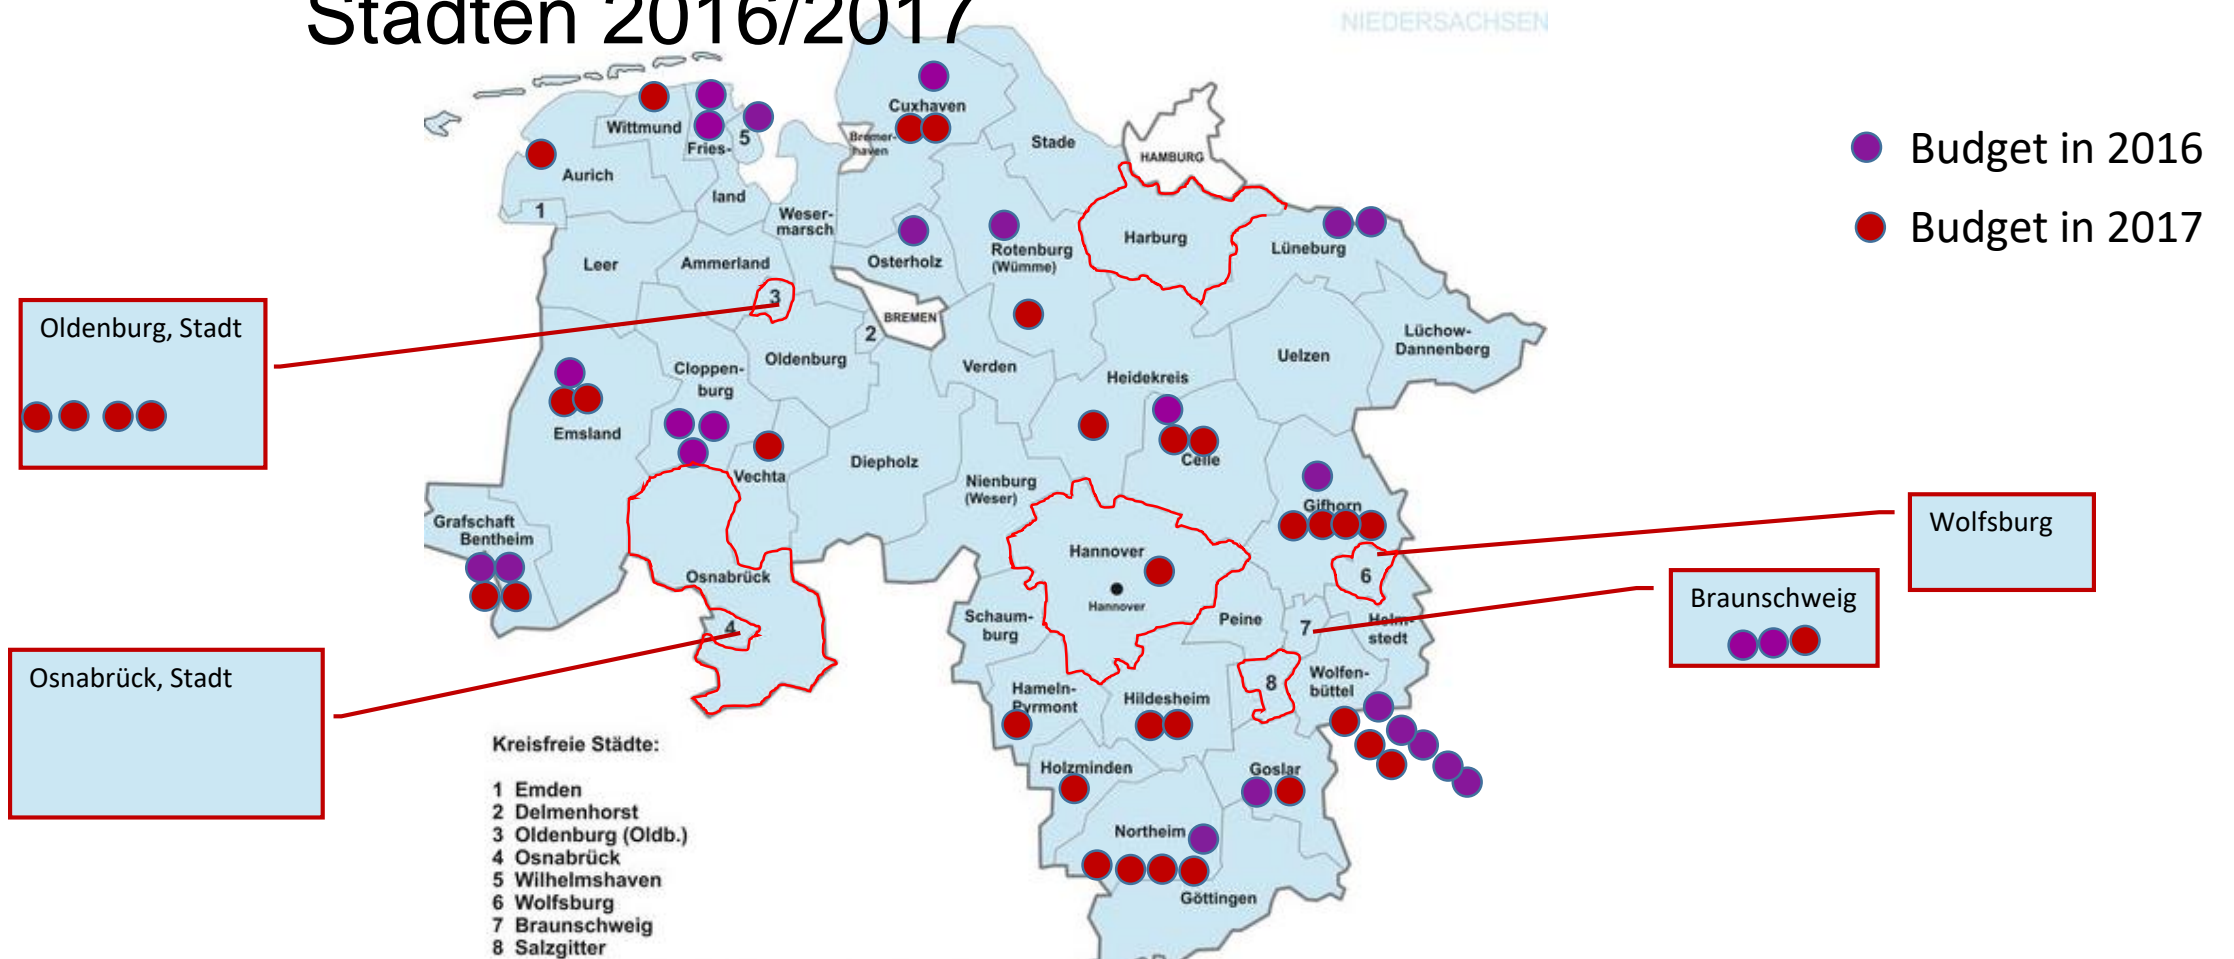 Städten 2016/2017
NIEDERSACHSEN
Budget in 2016
Budget in 2017
Cuxhaven
Bremer-
haven
Stade
HAMBURG
Wittmund
Fries-
land
5
Aurich
1
Weser-
marsch
Harburg
Lüneburg
Rotenburg
(Wümme)
Osterholz
Leer
Ammerland
3
BREMEN
2
Oldenburg, Stadt
Lüchow-
Dannenberg
Uelzen
Verden
Oldenburg
Cloppen-
burg
Heidekreis
Emsland
Vechta
Diepholz
Celle
Nienburg
(Weser)
Gifhorn
Grafschaft
Bentheim
Wolfsburg
Hannover
Hannover
Osnabrück
6
Braunschweig
Schaum-
burg
Peine
7
Helm-
stedt
4
Osnabrück, Stadt
8
Wolfen-
büttel
Hameln-
Pyrmont
Hildesheim
Holzminden
Goslar
Northeim
Göttingen
Kreisfreie Städte:
1 Emden
2 Delmenhorst
3 Oldenburg (Oldb.)
4 Osnabrück
5 Wilhelmshaven
6 Wolfsburg
7 Braunschweig
8 Salzgitter